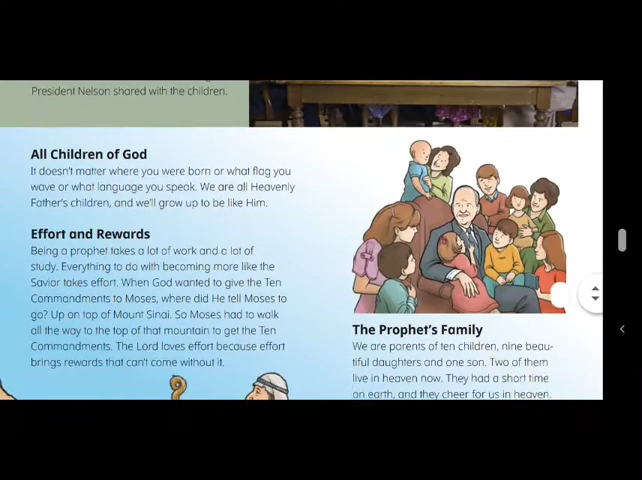 President Nelson shared with the children.
All Children of God
It doesn't matter where you were born or what flag you
wave or what language you speak. We are all Heavenly
Father's children, and we'll grow up to be like Him.
Effort and Rewards
Being a prophet takes a lot of work and a lot of
study. Everything to do with becoming more like the
Savior takes effort. When God wanted to give the Ten
Commandments to Moses, where did He tell Moses to
go? Up on top of Mount Sinai. So Moses had to walk
all the way to the top of that mountain to get the Ten
Commandments. The Lord loves effort because effort
brings rewards that can't come without it.
The Prophet's Family
We are parents of ten children, nine beau-
tiful daughters and one son. Two of them
live in heaven now. They had a short time
on earth, and they cheer for us in heaven.